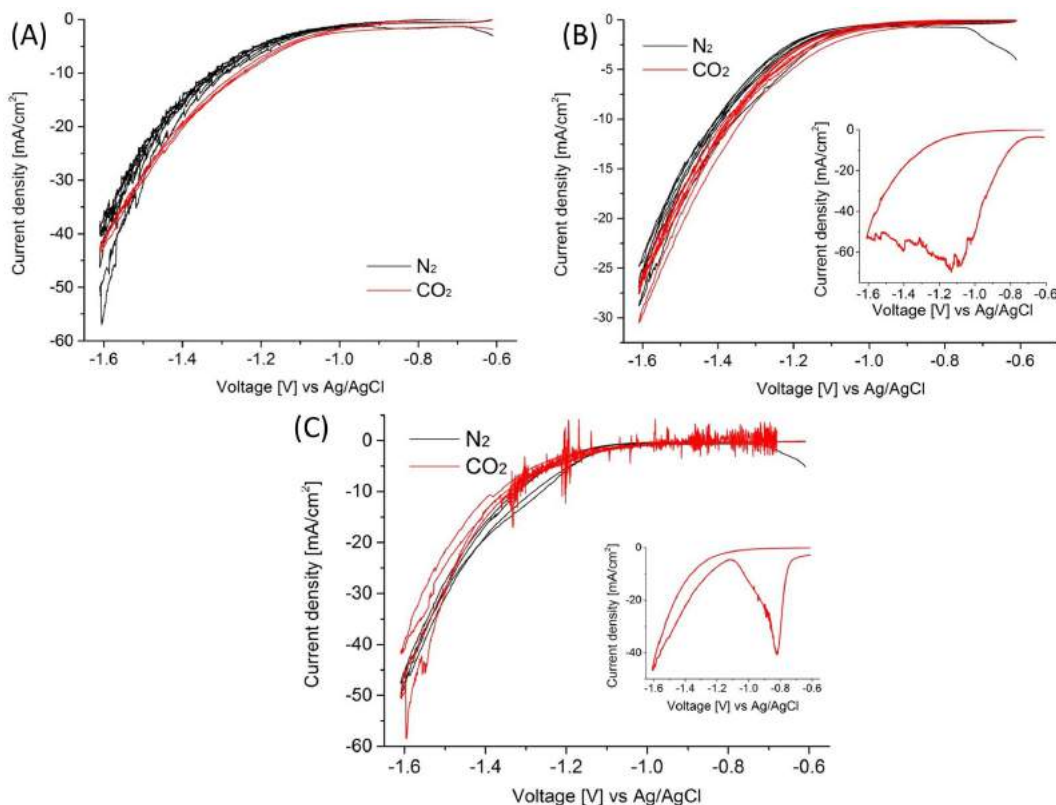 (A)
0
-10
-20
-30
-40
-50
-60
Current density [mA/cm²]
N₂
CO₂
-1.6 -1.4 -1.2 -1.0 -0.8 -0.6
Voltage [V] vs Ag/AgCl
(B)
0
-5
-10
-15
-20
-25
-30
Current density [mA/cm²]
N₂
CO₂
-1.6 -1.4 -1.2 -1.0 -0.8 -0.6
Voltage [V] vs Ag/AgCl
0
-20
-40
-60
Current density [mA/cm²]
-1.6 -1.4 -1.2 -1.0 -0.8 -0.6
Voltage [V] vs Ag/AgCl
(C)
0
-10
-20
-30
-40
-50
-60
Current density [mA/cm²]
N₂
CO₂
-1.6 -1.4 -1.2 -1.0 -0.8 -0.6
Voltage [V] vs Ag/AgCl
0
-20
-40
Current density [mA/cm²]
-1.6 -1.4 -1.2 -1.0 -0.8 -0.6
Voltage [V] vs Ag/AgCl